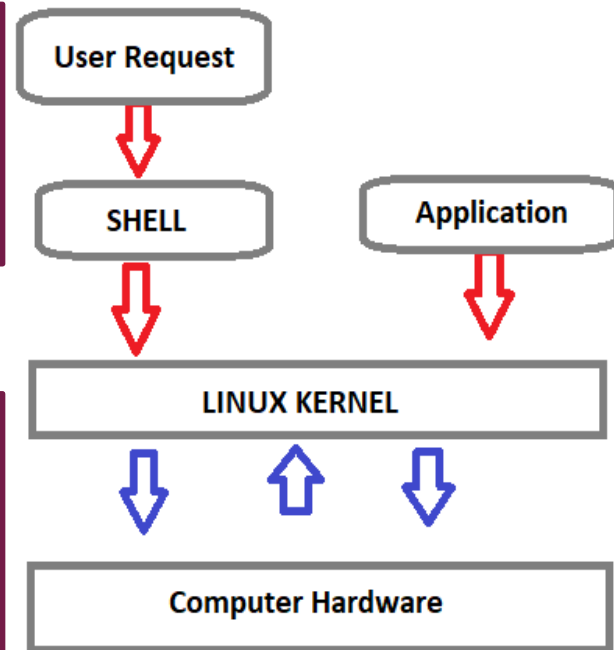 User Request
SHELL
Application
LINUX KERNEL
Computer Hardware